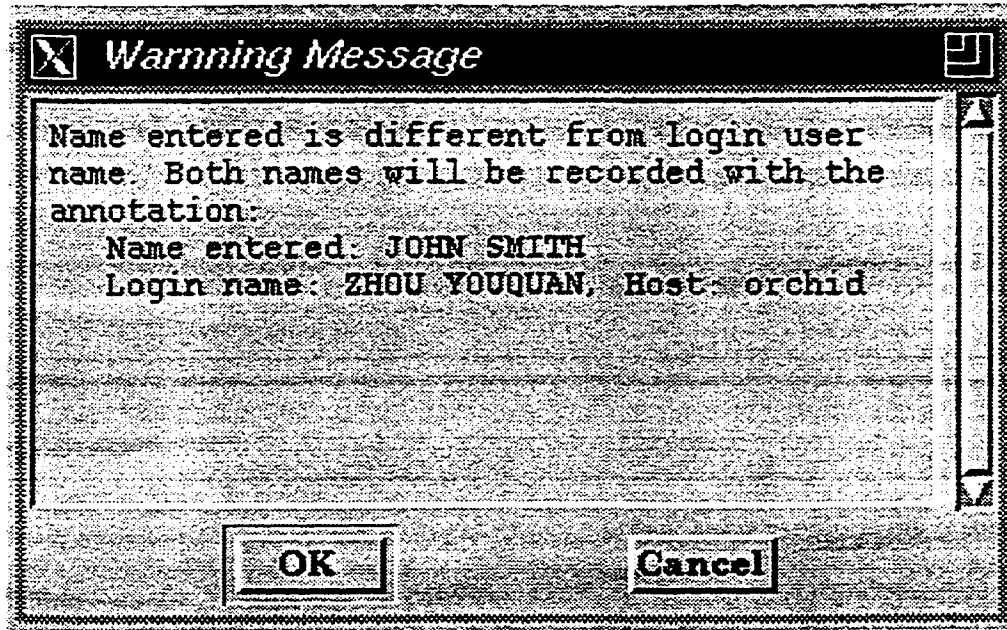 Warnning Message
Name entered is different from login user
name. Both names will be recorded with the
annotation:
Name entered: JOHN SMITH
Login name: ZHOU YOUQUAN, Host: orchid
OK
Cancel